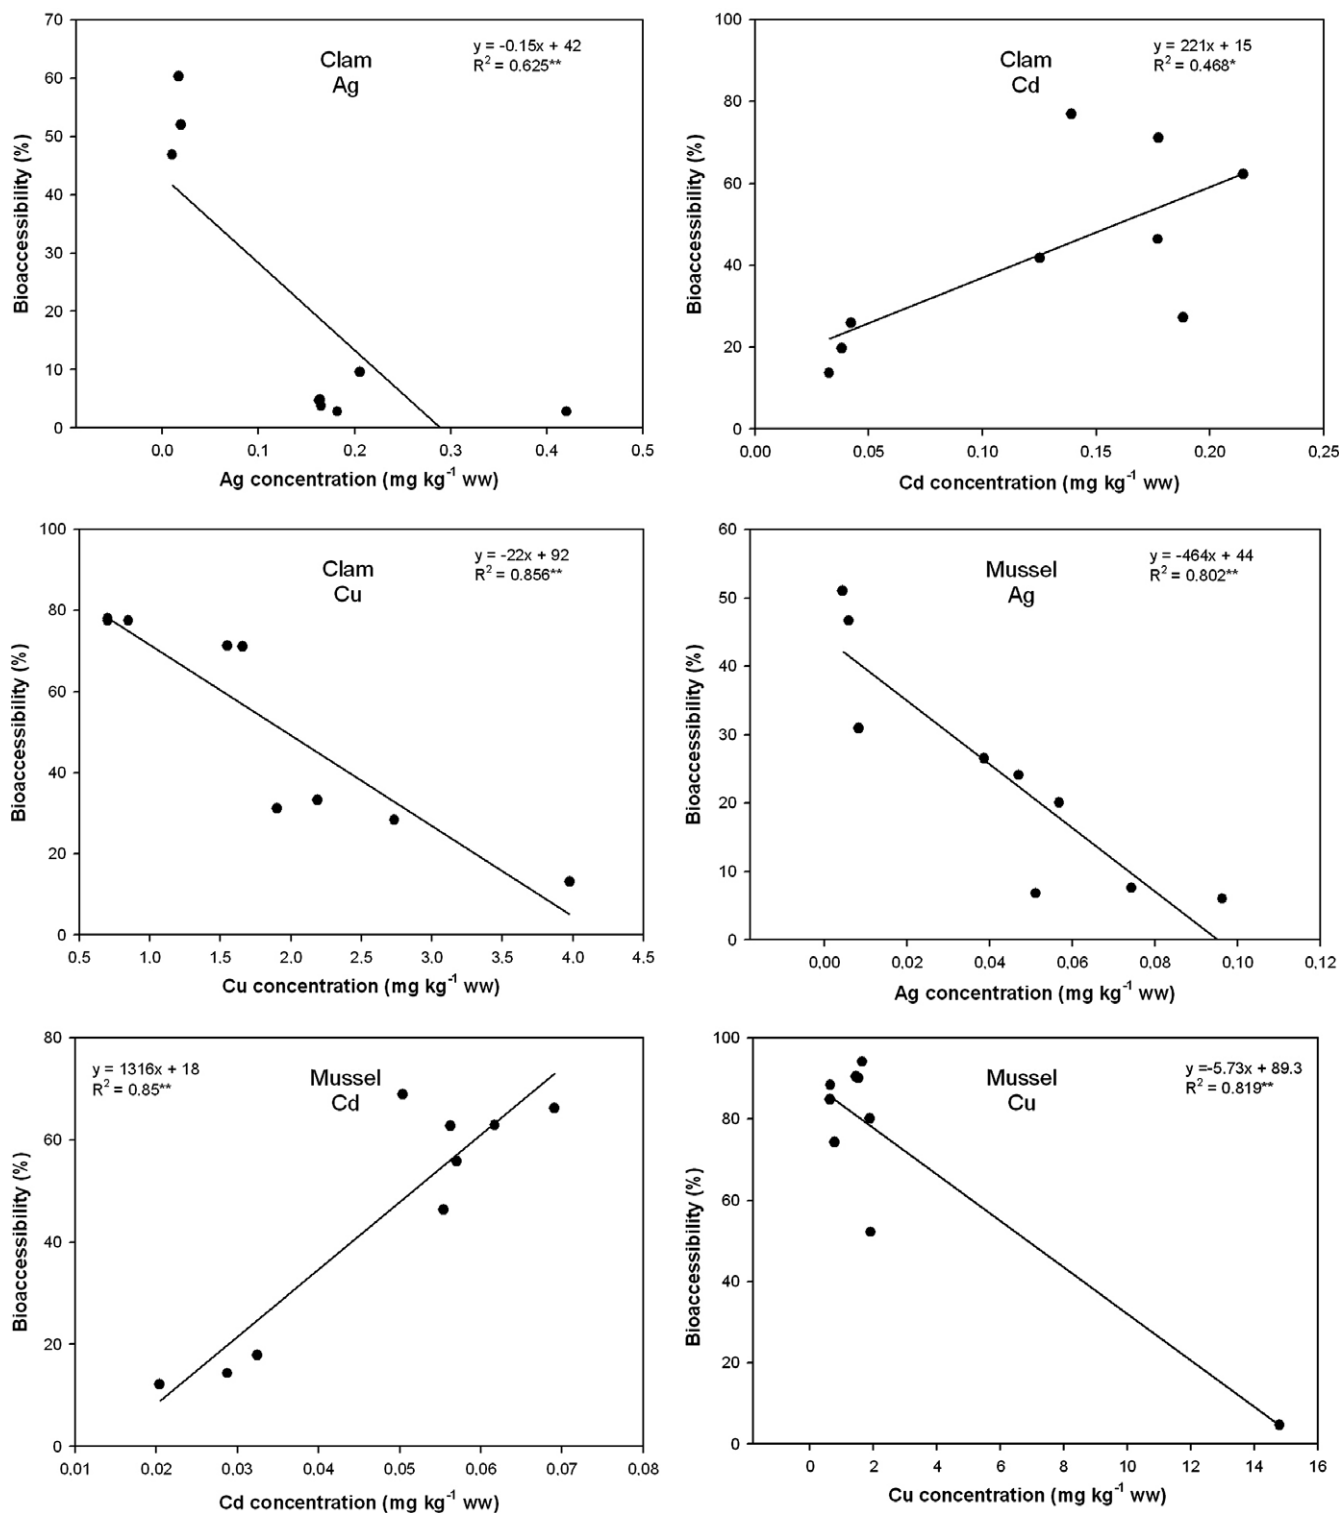 70
60
50
40
30
20
10
0
Bioaccessibility (%)
Clam
Ag
y = -0.15x + 42
R² = 0.625**
0.0 0.1 0.2 0.3 0.4 0.5
Ag concentration (mg kg⁻¹ ww)
100
80
60
40
20
0
Bioaccessibility (%)
Clam
Cd
y = 221x + 15
R² = 0.468*
0.00 0,05 0,10 0,15 0,20 0,25
Cd concentration (mg kg⁻¹ ww)
100
80
60
40
20
0
Bioaccessibility (%)
Clam
Cu
y = -22x + 92
R² = 0.856**
0.5 1.0 1.5 2.0 2.5 3.0 3.5 4.0 4.5
Cu concentration (mg kg⁻¹ ww)
60
50
40
30
20
10
0
Bioaccessibility (%)
Mussel
Ag
y = -464x + 44
R² = 0.802**
0,00 0,02 0,04 0,06 0,08 0,10 0,12
Ag concentration (mg kg⁻¹ ww)
80
60
40
20
0
Bioaccessibility (%)
y = 1316x + 18
R² = 0.85**
Mussel
Cd
0,01 0,02 0,03 0,04 0,05 0,06 0,07 0,08
Cd concentration (mg kg⁻¹ ww)
100
80
60
40
20
0
Bioaccessibility (%)
Mussel
Cu
y =-5.73x + 89.3
R² = 0.819**
0 2 4 6 8 10 12 14 16
Cu concentration (mg kg⁻¹ ww)